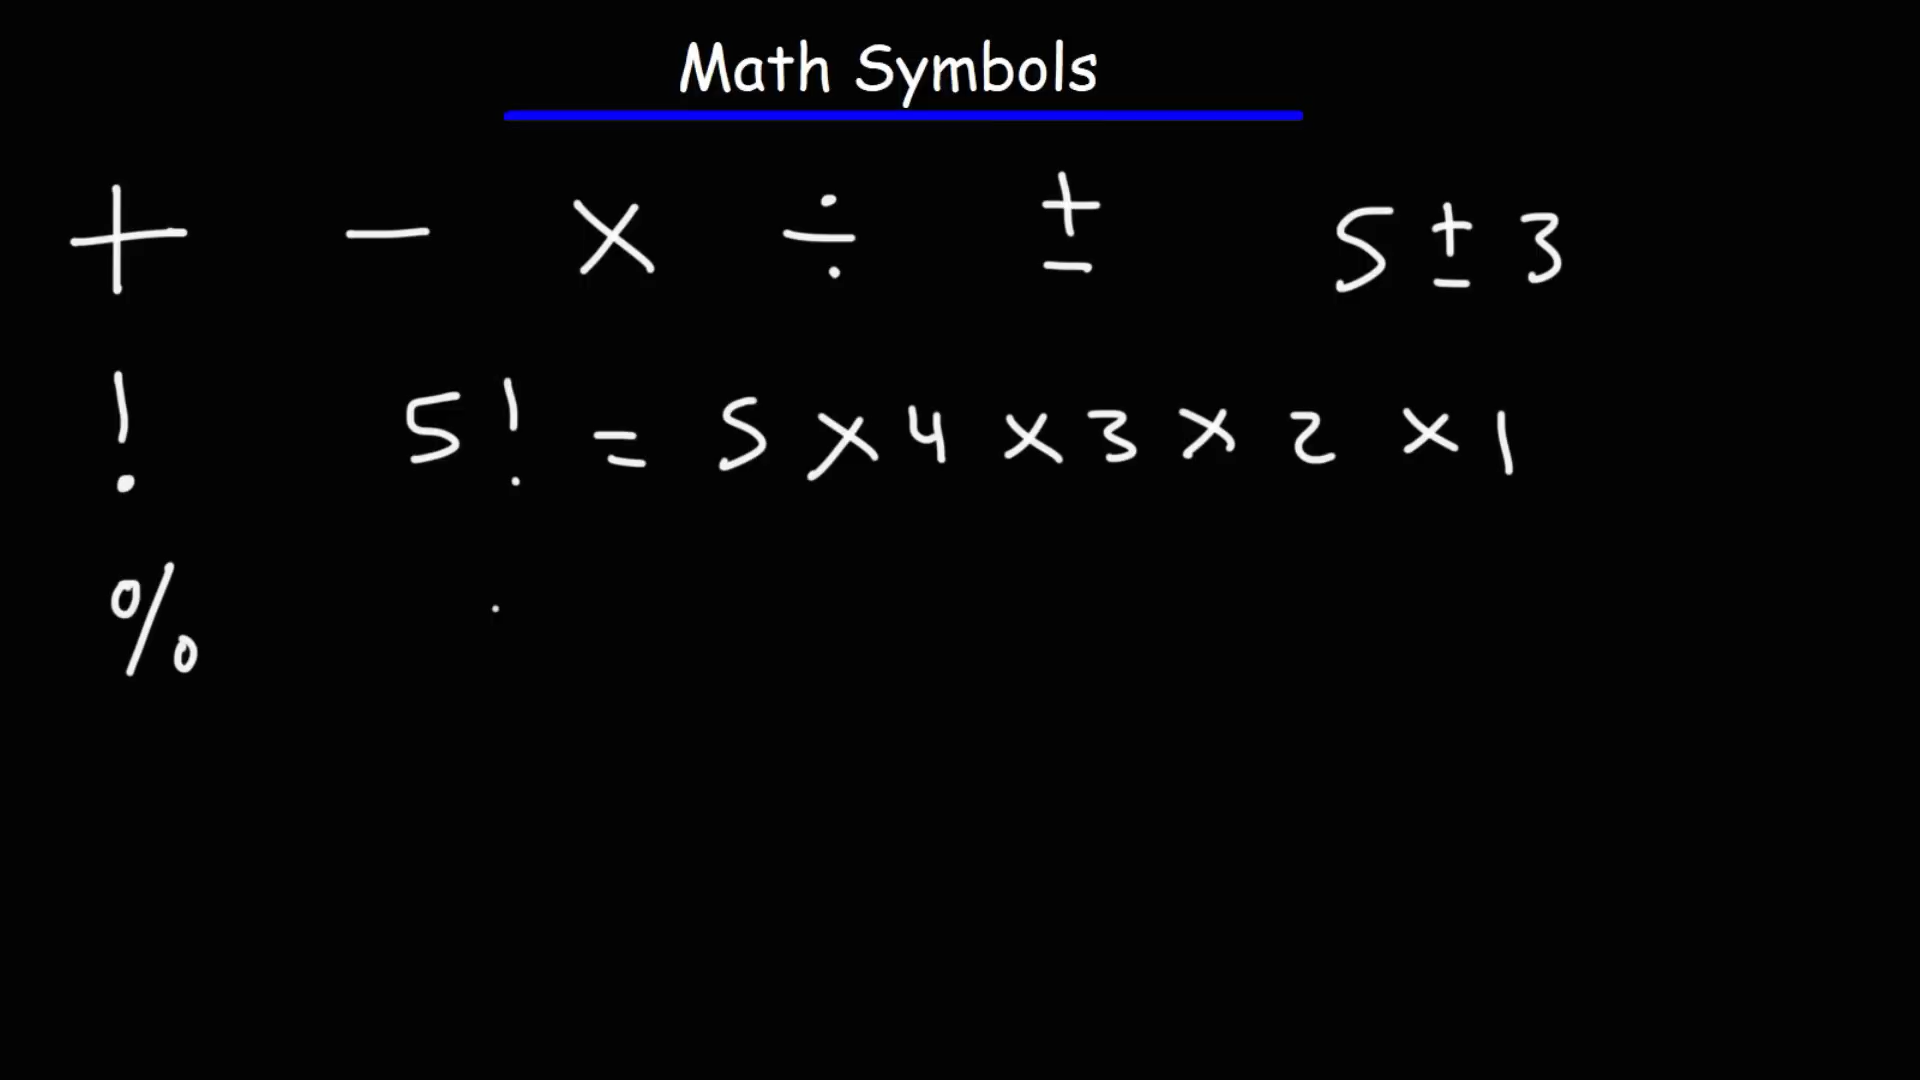 Math Symbols
+ - × ÷ ± 5 ± 3
! 5! = 5 × 4 × 3 × 2 × 1
%